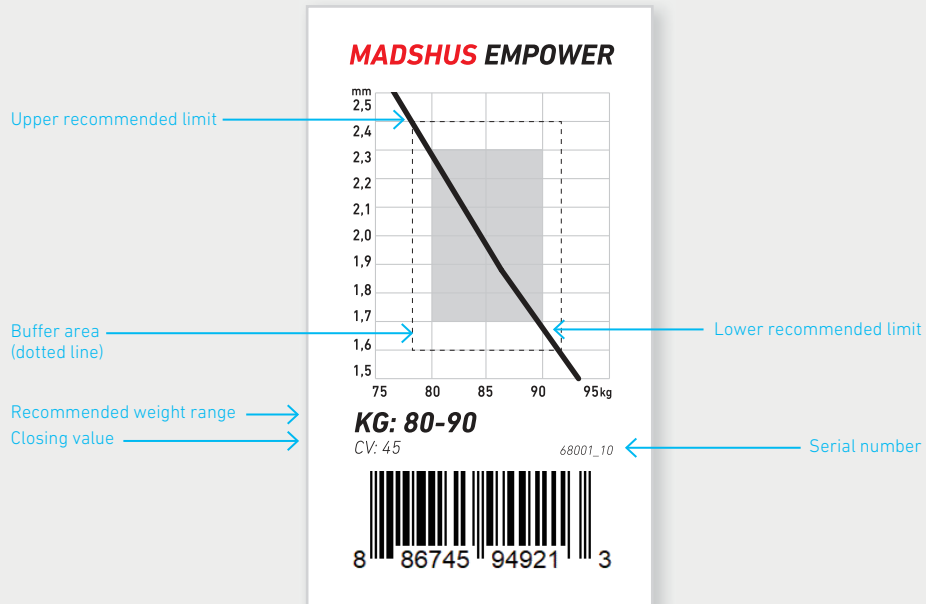 MADSHUS EMPOWER
mm
2,5
2,4
2,3
2,2
2,1
2,0
1,9
1,8
1,7
1,6
1,5
75 80 85 90 95kg
Upper recommended limit
Buffer area
(dotted line)
Lower recommended limit
Recommended weight range
Closing value
KG: 80-90
CV: 45
68001_10
Serial number
8 86745 94921 3